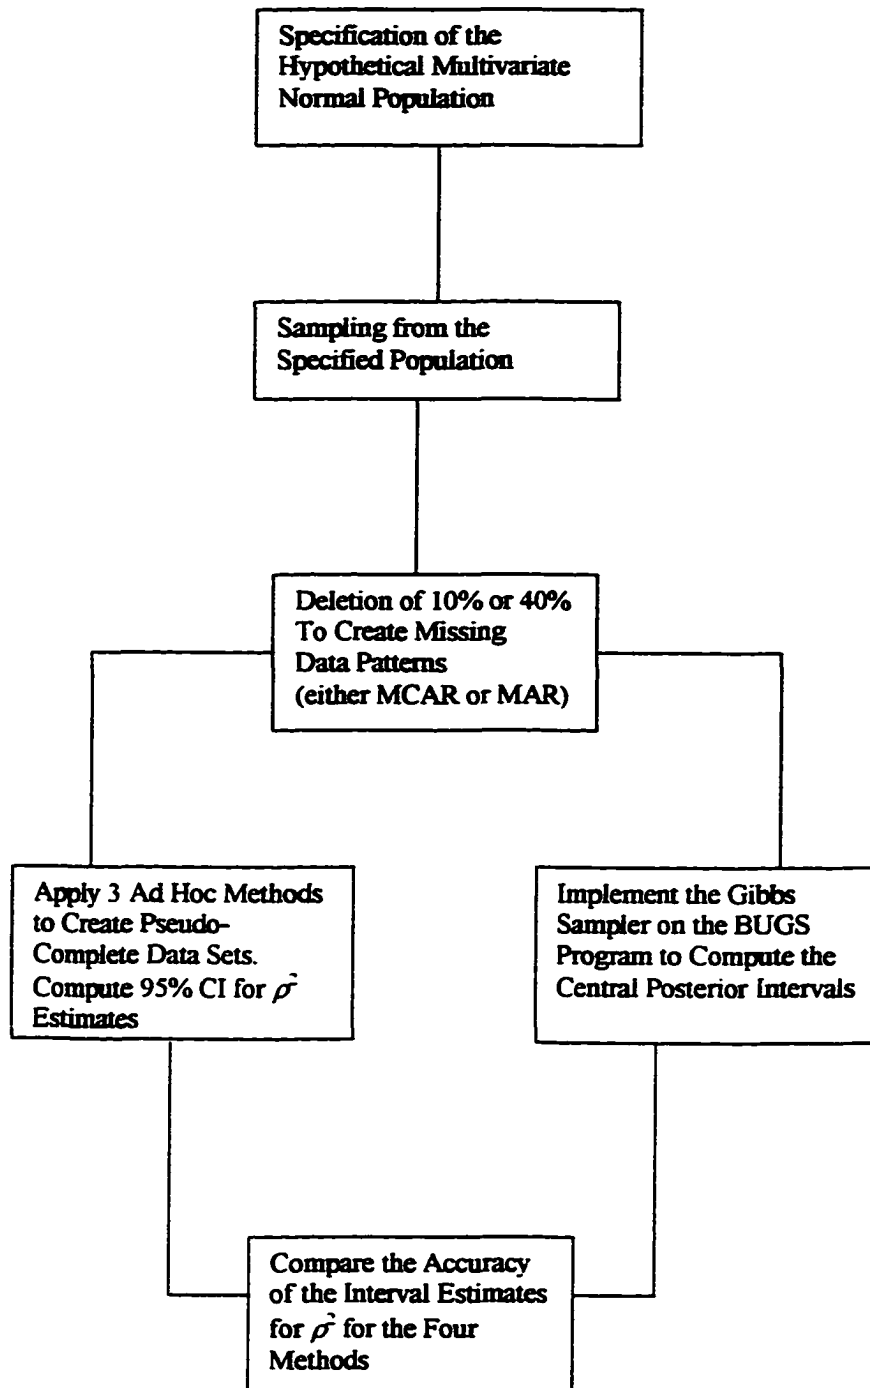 Specification of the
Hypothetical Multivariate
Normal Population
Sampling from the
Specified Population
Deletion of 10% or 40%
To Create Missing
Data Patterns
(either MCAR or MAR)
Apply 3 Ad Hoc Methods
to Create Pseudo-
Complete Data Sets.
Compute 95% CI for
Estimates
Implement the Gibbs
Sampler on the BUGS
Program to Compute the
Central Posterior Intervals
Compare the Accuracy
of the Interval Estimates
for for the Four
Methods